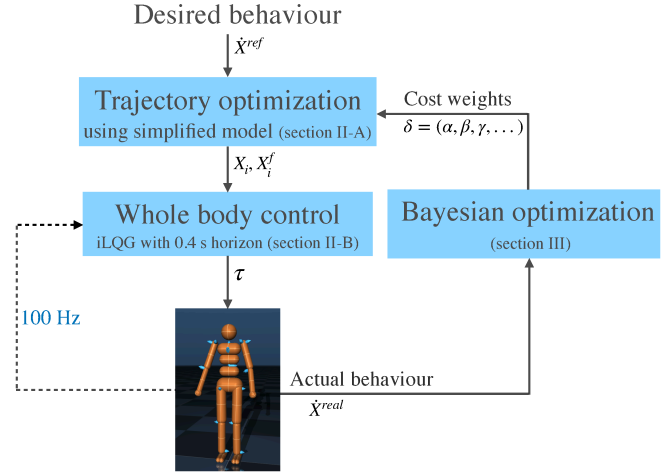 Desired behaviour
Ẋ^ref
Trajectory optimization
using simplified model (section II-A)
Cost weights
δ = (α, β, γ, . . . )
X_i, X_i^f
Whole body control
iLQG with 0.4 s horizon (section II-B)
Bayesian optimization
(section III)
τ
100 Hz
Actual behaviour
Ẋ^real